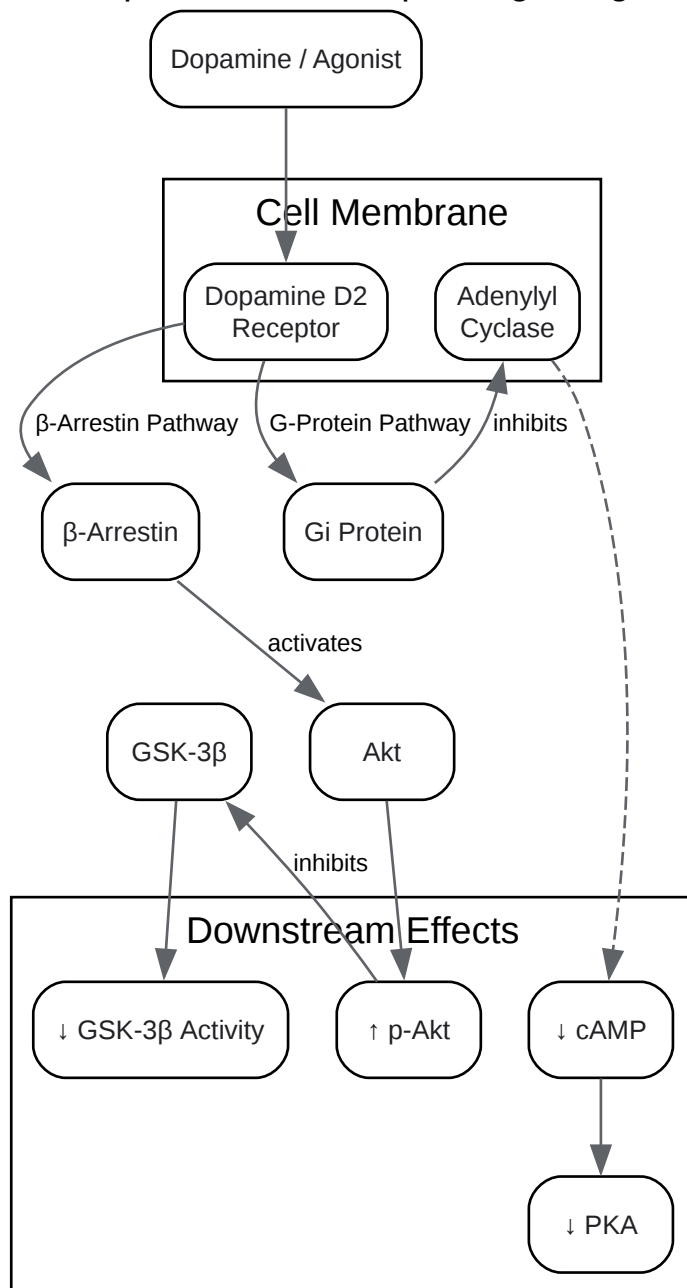 Dopamine / Agonist
Cell Membrane
Dopamine D2
Receptor
Adenylyl
Cyclase
β-Arrestin Pathway
G-Protein Pathway
inhibits
β-Arrestin
Gi Protein
activates
GSK-3β
Akt
inhibits
Downstream Effects
↓ GSK-3β Activity
↑ p-Akt
↓ cAMP
↓ PKA